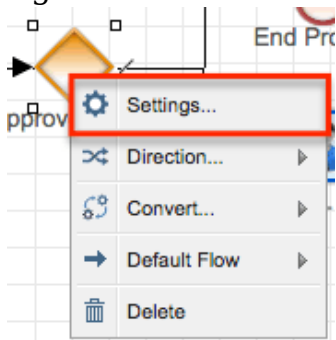 End Pro
pprov
Settings...
Direction...
Convert...
Default Flow
Delete